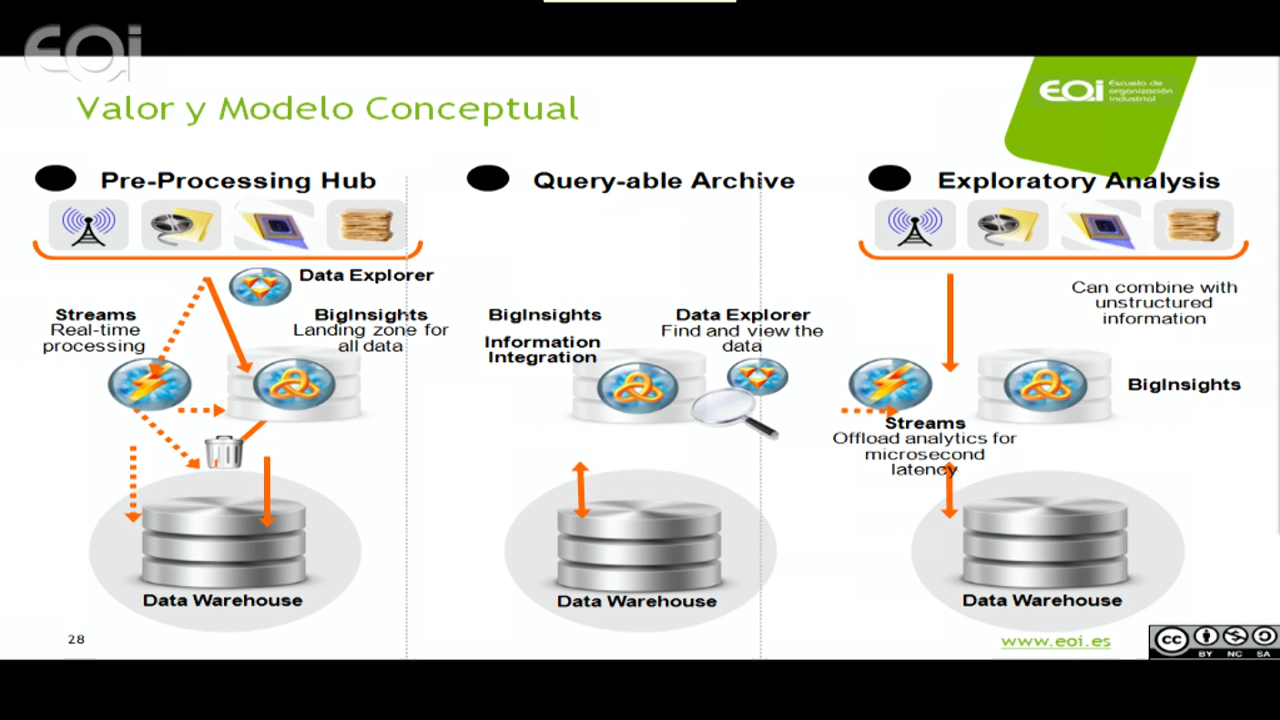 EOi
Valor y Modelo Conceptual
EOi Escuela de
organización
industrial
Pre-Processing Hub
Data Explorer
Streams
Real-time
processing
BigInsights
Landing zone for
all data
Data Warehouse
Query-able Archive
BigInsights
Information
Integration
Data Explorer
Find and view the
data
Data Warehouse
Exploratory Analysis
Can combine with
unstructured
information
BigInsights
Streams
Offload analytics for
microsecond
latency
Data Warehouse
28
www.eoi.es
cc
BY NC SA